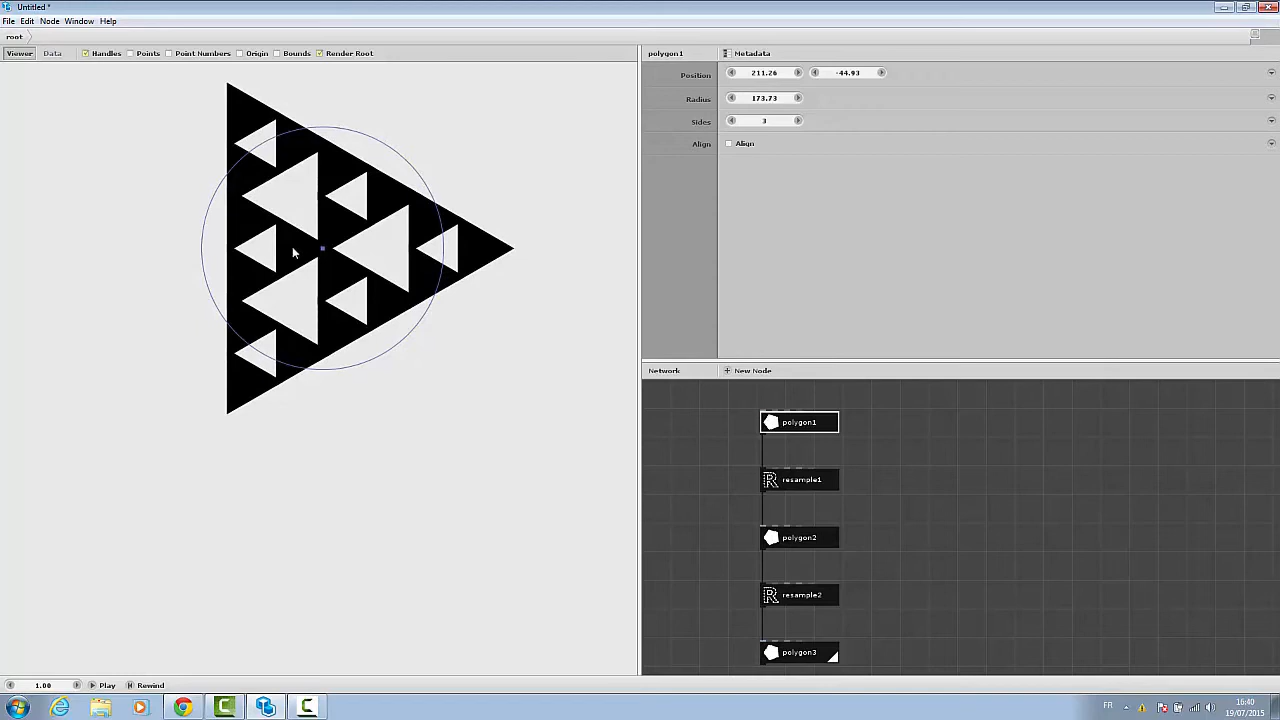 Untitled *
File Edit Node Window Help
root
Viewer Data Handles Points Point Numbers Origin Bounds Render Root
polygon1 Metadata
Position 211.26 -44.93
Radius 173.73
Sides 3
Align Align
Network New Node
polygon1
R resample1
polygon2
R resample2
polygon3
1.00 Play Rewind
FR 16:40
19/07/2015